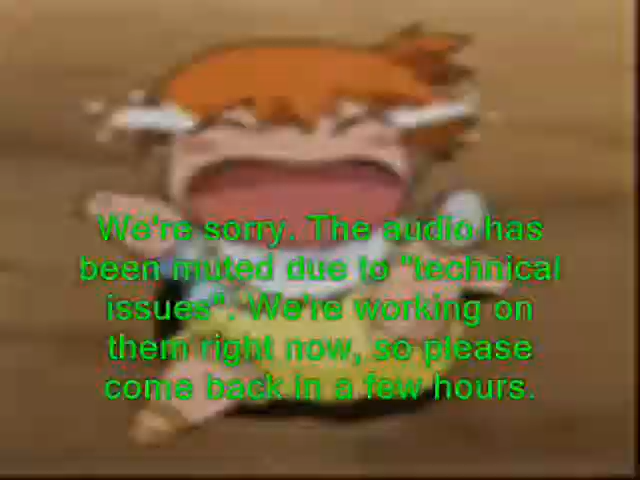 We're sorry. The audio has
been muted due to "technical
issues". We're working on
them right now, so please
come back in a few hours.